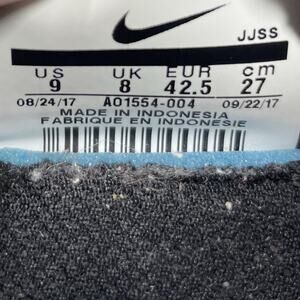 JJSS
US UK EUR cm
9 8 42.5 27
08/24/17 AO1554-004 09/22/17
MADE IN INDONESIA
FABRIQUE EN INDONESIE